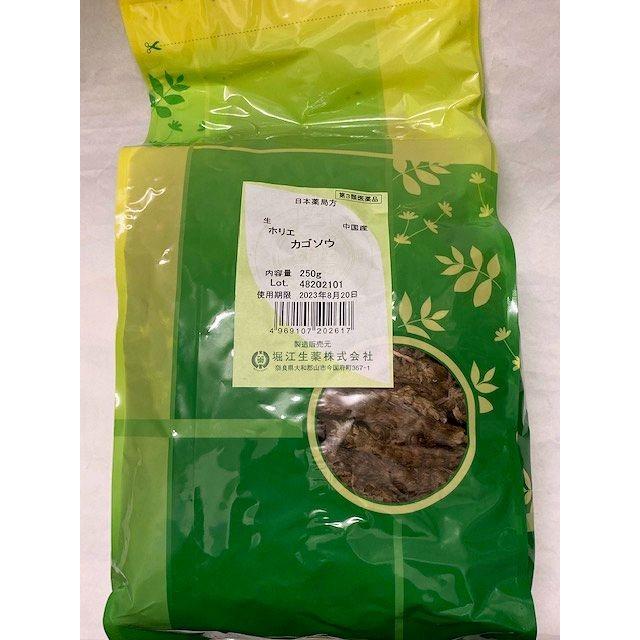 第3類医薬品
日本薬局方
生 中国産
ホリエ
カゴソウ
内容量 250g
Lot. 48202101
使用期限 2023年8月20日
4969107202617
製造販売元
堀江生薬株式会社
奈良県大和郡山市今国府町367-1